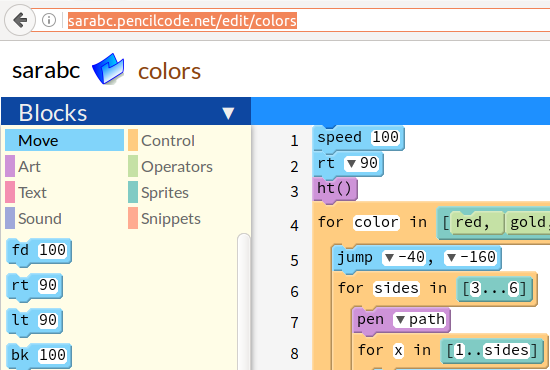 sarabc.pencilcode.net/edit/colors
sarabc colors
Blocks ▼
Move Control
Art Operators
Text Sprites
Sound Snippets
fd 100
rt 90
lt 90
bk 100
1 speed 100
2 rt ▼90
3 ht()
4 for color in [red, gold,
5 jump ▼-40, ▼-160
6 for sides in [3...6]
7 pen ▼path
8 for x in [1..sides]